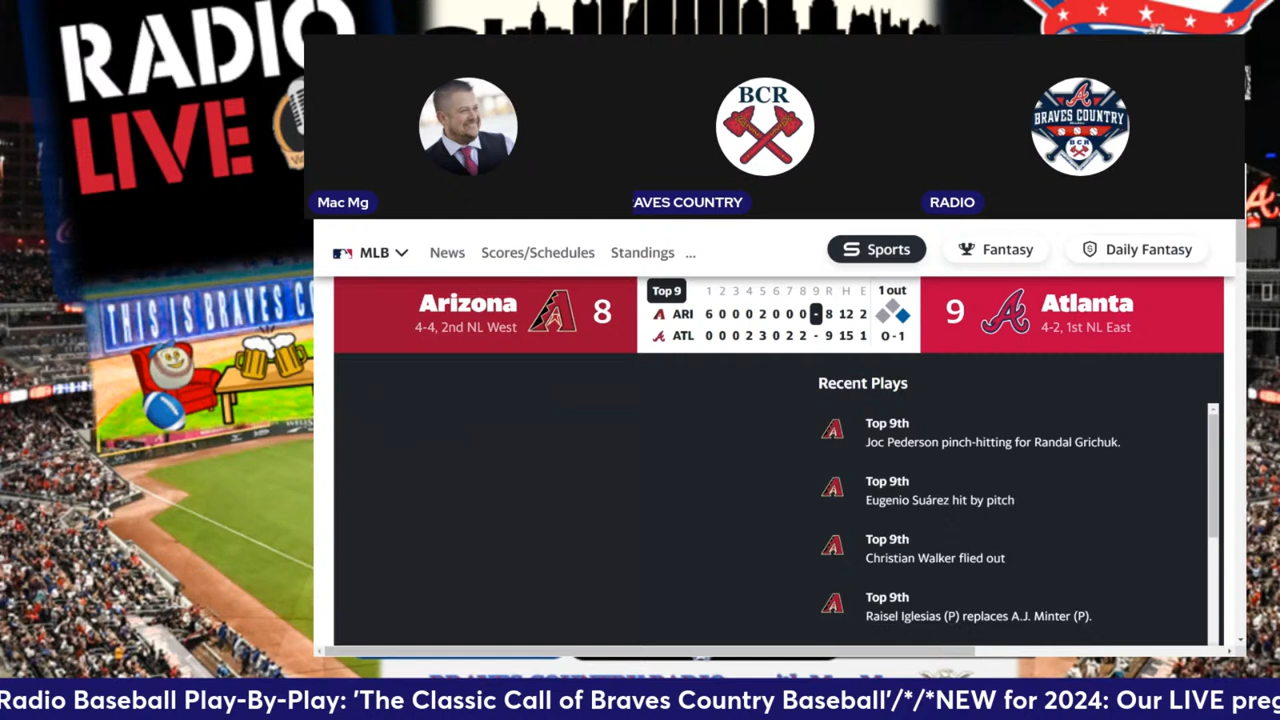 RADIO
LIVE
THIS IS BRAVES CO
BCR
BRAVES COUNTRY
BCR
Mac Mg
AVES COUNTRY
RADIO
MLB
News
Scores/Schedules
Standings
...
Sports
Fantasy
Daily Fantasy
Arizona
4-4, 2nd NL West
8
Top 9 1 2 3 4 5 6 7 8 9 R H E
ARI 6 0 0 0 2 0 0 0 - 8 12 2
ATL 0 0 0 2 3 0 2 2 - 9 15 1
1 out
0 - 1
9
Atlanta
4-2, 1st NL East
Recent Plays
Top 9th
Joc Pederson pinch-hitting for Randal Grichuk.
Top 9th
Eugenio Suárez hit by pitch
Top 9th
Christian Walker flied out
Top 9th
Raisel Iglesias (P) replaces A.J. Minter (P).
Radio Baseball Play-By-Play: 'The Classic Call of Braves Country Baseball'/*/*NEW for 2024: Our LIVE preg